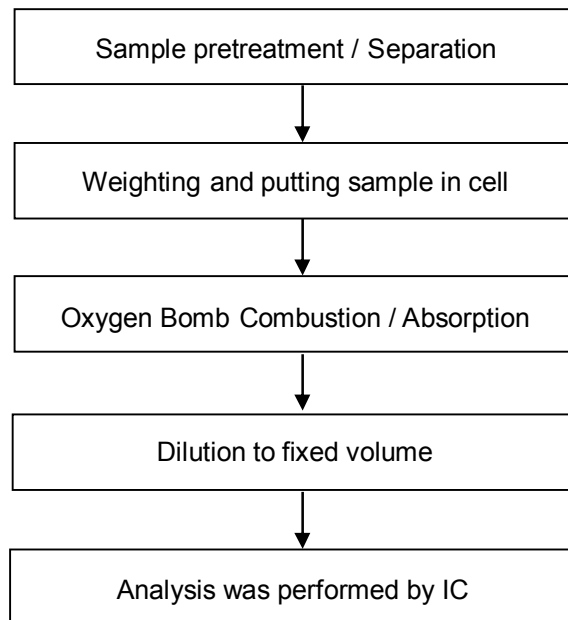 Sample pretreatment / Separation
Weighting and putting sample in cell
Oxygen Bomb Combustion / Absorption
Dilution to fixed volume
Analysis was performed by IC